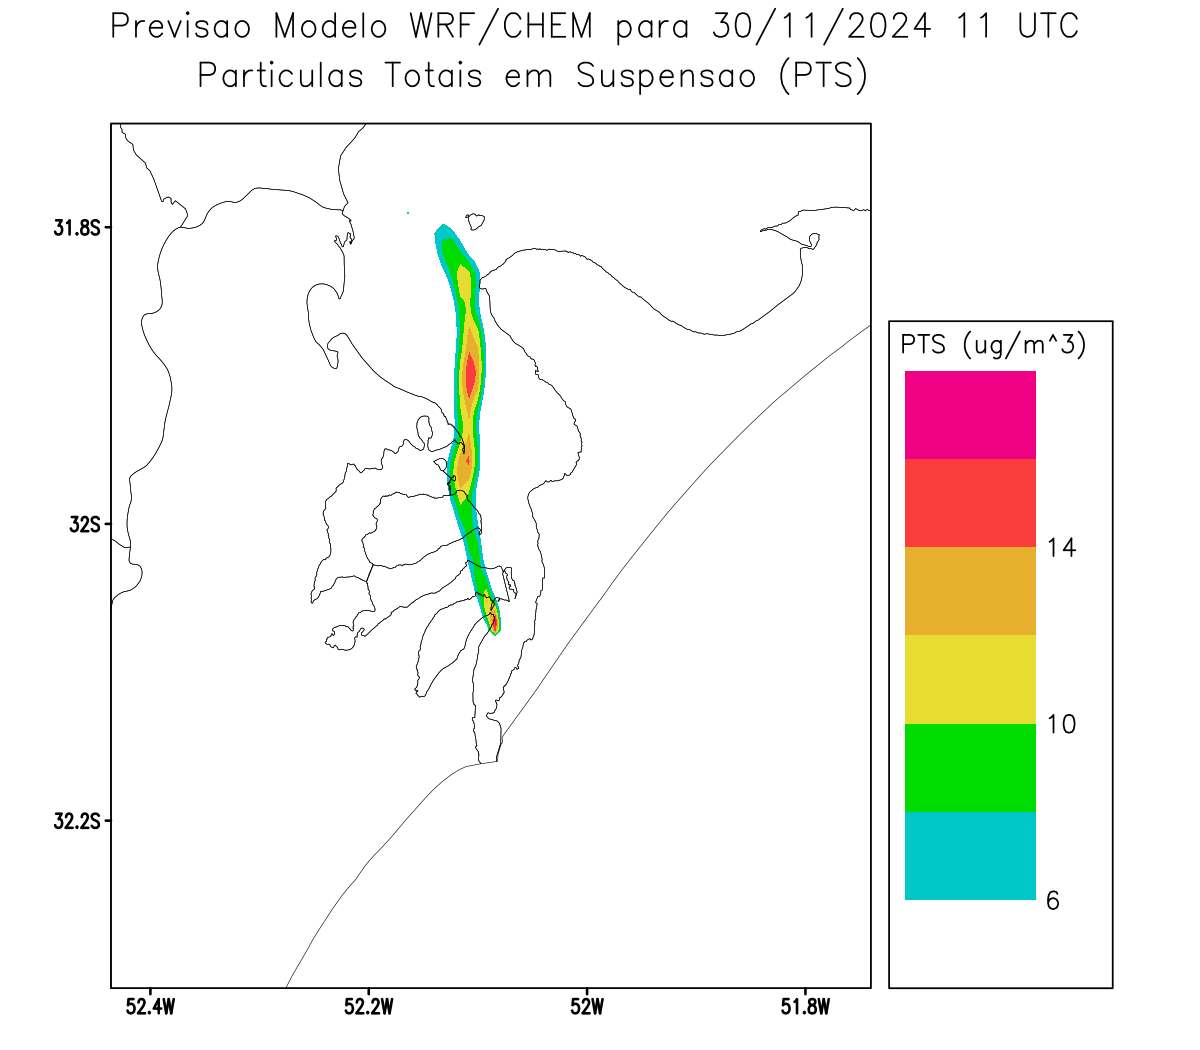 Previsao Modelo WRF/CHEM para 30/11/2024 11 UTC
Particulas Totais em Suspensao (PTS)
31.8S
32S
32.2S
52.4W
52.2W
52W
51.8W
PTS (ug/m^3)
14
10
6